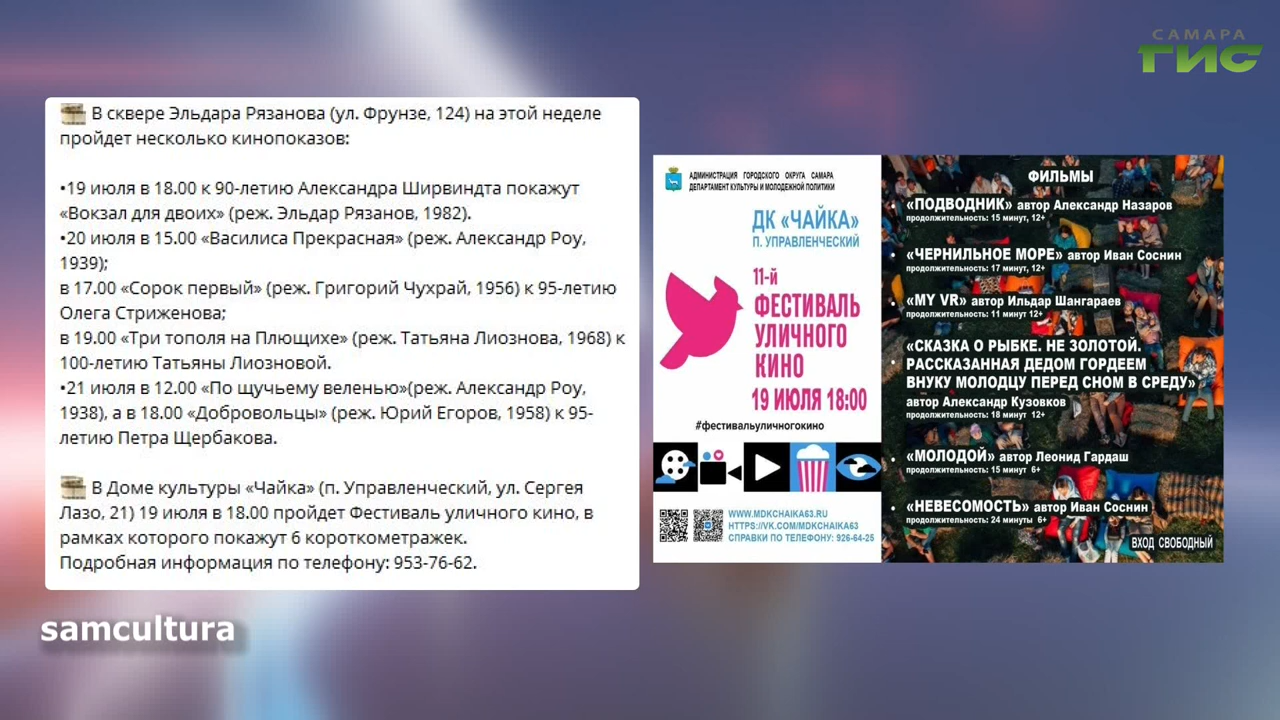 САМАРА
ГИС
В сквере Эльдара Рязанова (ул. Фрунзе, 124) на этой неделе
пройдет несколько кинопоказов:
•19 июля в 18.00 к 90-летию Александра Ширвиндта покажут
«Вокзал для двоих» (реж. Эльдар Рязанов, 1982).
•20 июля в 15.00 «Василиса Прекрасная» (реж. Александр Роу,
1939);
в 17.00 «Сорок первый» (реж. Григорий Чухрай, 1956) к 95-летию
Олега Стриженова;
в 19.00 «Три тополя на Плющихе» (реж. Татьяна Лиознова, 1968) к
100-летию Татьяны Лиозновой.
•21 июля в 12.00 «По щучьему веленью»(реж. Александр Роу,
1938), а в 18.00 «Добровольцы» (реж. Юрий Егоров, 1958) к 95-
летию Петра Щербакова.
В Доме культуры «Чайка» (п. Управленческий, ул. Сергея
Лазо, 21) 19 июля в 18.00 пройдет Фестиваль уличного кино, в
рамках которого покажут 6 короткометражек.
Подробная информация по телефону: 953-76-62.
samcultura
АДМИНИСТРАЦИЯ ГОРОДСКОГО ОКРУГА САМАРА
ДЕПАРТАМЕНТ КУЛЬТУРЫ И МОЛОДЕЖНОЙ ПОЛИТИКИ
ДК «ЧАЙКА»
П. УПРАВЛЕНЧЕСКИЙ
11-й
ФЕСТИВАЛЬ
УЛИЧНОГО
КИНО
19 ИЮЛЯ 18:00
#фестивальуличногокино
WWW.MDKCHAIKA63.RU
HTTPS://VK.COM/MDKCHAIKA63
СПРАВКИ ПО ТЕЛЕФОНУ: 926-64-25
ФИЛЬМЫ
• «ПОДВОДНИК» автор Александр Назаров
продолжительность: 15 минут, 12+
• «ЧЕРНИЛЬНОЕ МОРЕ» автор Иван Соснин
продолжительность: 17 минут, 12+
• «MY VR» автор Ильдар Шангараев
продолжительность: 11 минут 12+
• «СКАЗКА О РЫБКЕ. НЕ ЗОЛОТОЙ.
РАССКАЗАННАЯ ДЕДОМ ГОРДЕЕМ
ВНУКУ МОЛОДЦУ ПЕРЕД СНОМ В СРЕДУ»
автор Александр Кузовков
продолжительность: 18 минут 12+
• «МОЛОДОЙ» автор Леонид Гардаш
продолжительность: 15 минут 6+
• «НЕВЕСОМОСТЬ» автор Иван Соснин
продолжительность: 24 минуты 6+
ВХОД СВОБОДНЫЙ